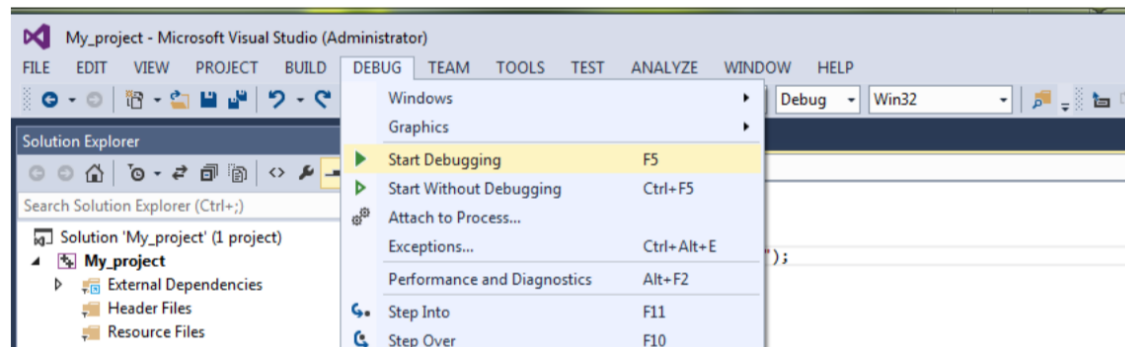 My_project - Microsoft Visual Studio (Administrator)
FILE EDIT VIEW PROJECT BUILD DEBUG TEAM TOOLS TEST ANALYZE WINDOW HELP
Debug Win32
Windows
Graphics
Start Debugging F5
Start Without Debugging Ctrl+F5
Attach to Process...
Exceptions... Ctrl+Alt+E
Performance and Diagnostics Alt+F2
Step Into F11
Step Over F10
Solution Explorer
Search Solution Explorer (Ctrl+;)
Solution 'My_project' (1 project)
My_project
External Dependencies
Header Files
Resource Files
");